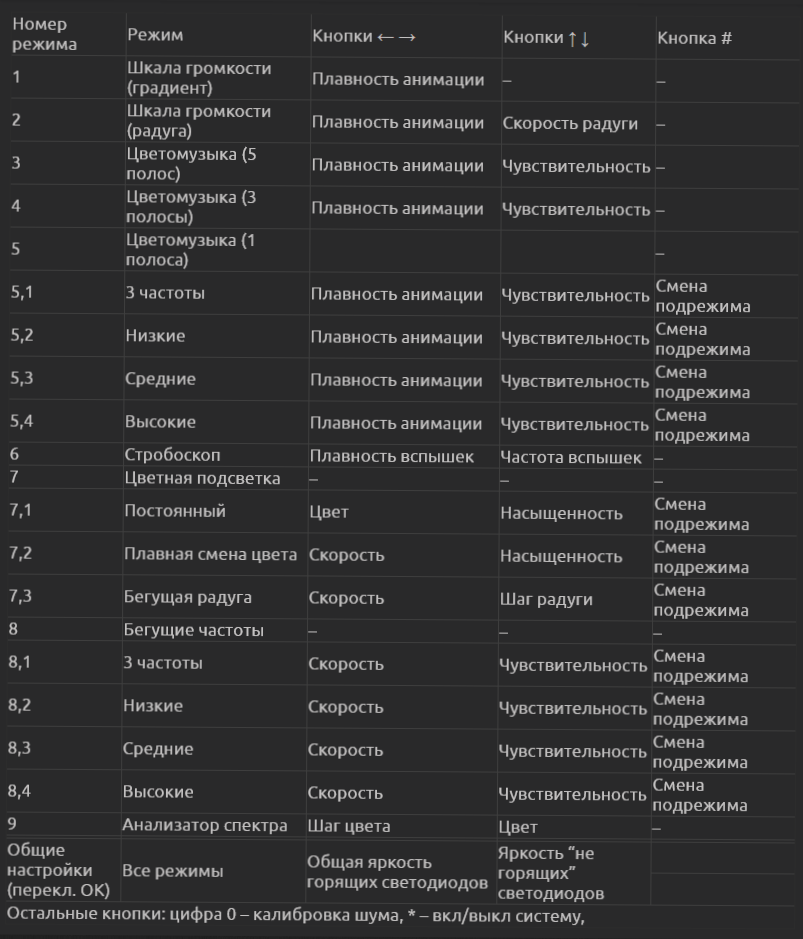 Номер режима	Режим	Кнопки ← →	Кнопки ↑↓	Кнопка #
1	Шкала громкости (градиент)	Плавность анимации	–	–
2	Шкала громкости (радуга)	Плавность анимации	Скорость радуги	–
3	Цветомузыка (5 полос)	Плавность анимации	Чувствительность	–
4	Цветомузыка (3 полосы)	Плавность анимации	Чувствительность	–
5	Цветомузыка (1 полоса)			–
5,1	3 частоты	Плавность анимации	Чувствительность	Смена подрежима
5,2	Низкие	Плавность анимации	Чувствительность	Смена подрежима
5,3	Средние	Плавность анимации	Чувствительность	Смена подрежима
5,4	Высокие	Плавность анимации	Чувствительность	Смена подрежима
6	Стробоскоп	Плавность вспышек	Частота вспышек	–
7	Цветная подсветка	–	–	–
7,1	Постоянный	Цвет	Насыщенность	Смена подрежима
7,2	Плавная смена цвета	Скорость	Насыщенность	Смена подрежима
7,3	Бегущая радуга	Скорость	Шаг радуги	Смена подрежима
8	Бегущие частоты	–	–	–
8,1	3 частоты	Скорость	Чувствительность	Смена подрежима
8,2	Низкие	Скорость	Чувствительность	Смена подрежима
8,3	Средние	Скорость	Чувствительность	Смена подрежима
8,4	Высокие	Скорость	Чувствительность	Смена подрежима
9	Анализатор спектра	Шаг цвета	Цвет	–
Общие настройки (перекл. ОК)	Все режимы	Общая яркость горящих светодиодов	Яркость “не горящих” светодиодов
Остальные кнопки: цифра 0 – калибровка шума, * – вкл/выкл систему,